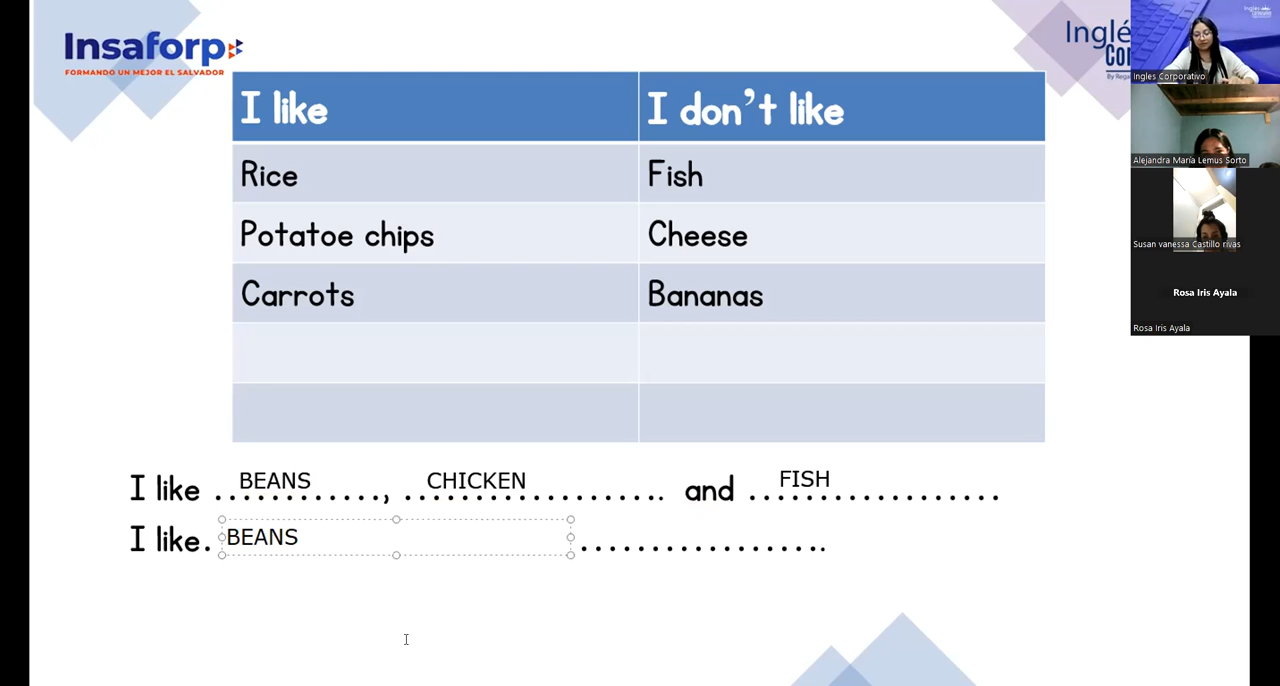 Insaforp
FORMANDO UN MEJOR EL SALVADOR
Inglé
Cor
By Rega
I like
I don't like
Rice
Fish
Potatoe chips
Cheese
Carrots
Bananas
I like ............, .................. and ..................
BEANS CHICKEN FISH
I like. BEANS .................
Ingles Corporativo
Alejandra María Lemus Sorto
Susan vanessa Castillo rivas
Rosa Iris Ayala
Rosa Iris Ayala